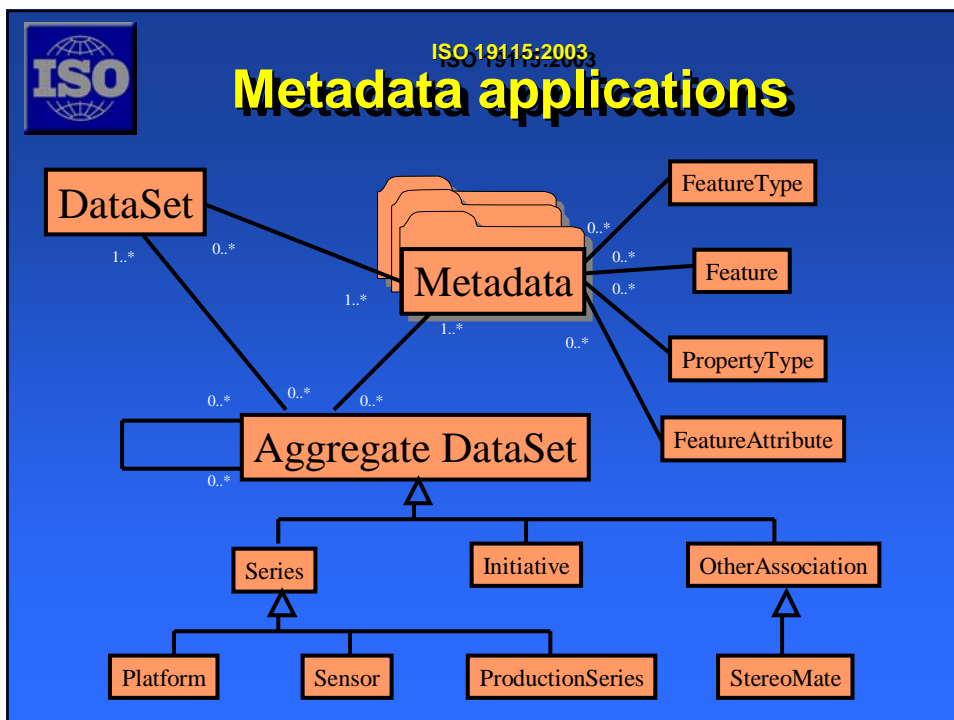 ISO
ISO 19115:2003
Metadata applications
DataSet
FeatureType
1..*
0..*
0..*
0..*
Feature
Metadata
0..*
1..*
1..*
0..*
PropertyType
0..*
0..*
0..*
FeatureAttribute
Aggregate DataSet
0..*
Series
Initiative
OtherAssociation
Platform
Sensor
ProductionSeries
StereoMate